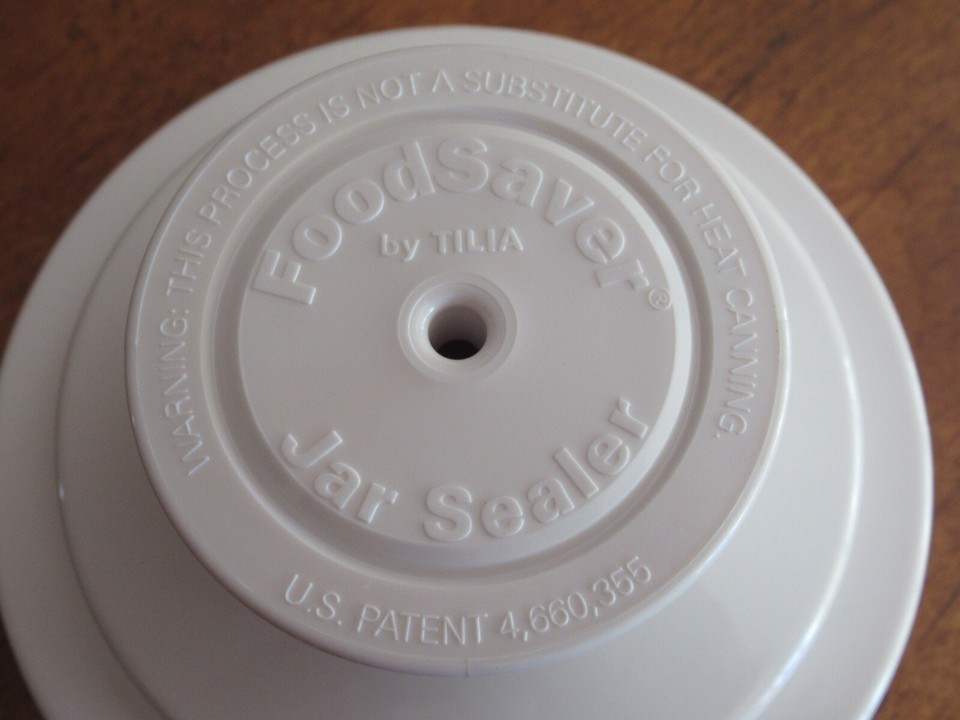 WARNING: THIS PROCESS IS NOT A SUBSTITUTE FOR HEAT CANNING.
FoodSaver®
by TILIA
Jar Sealer
U.S. PATENT 4,660,355